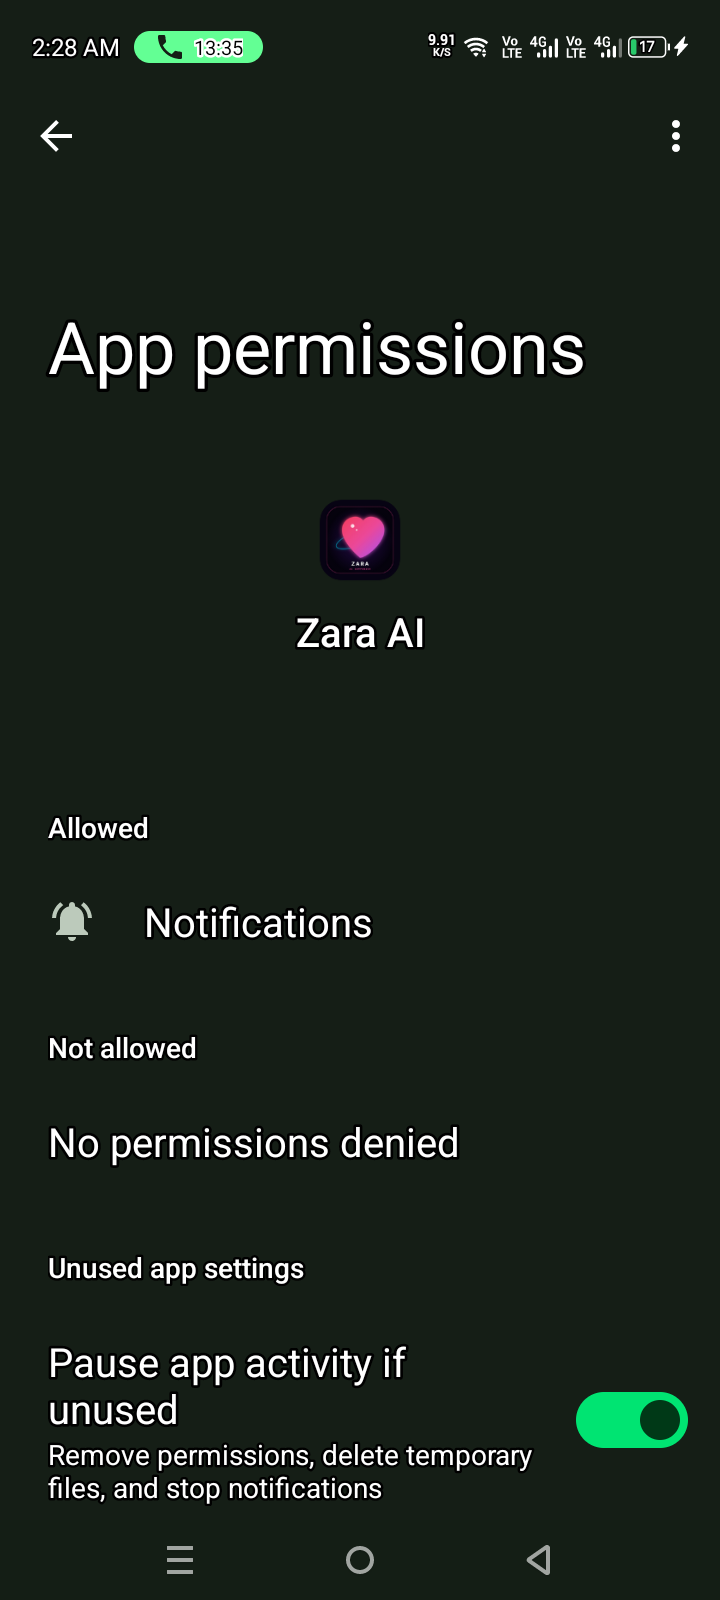 2:28 AM 13:35 9.91 K/S Vo LTE 4G Vo LTE 4G 17
App permissions
ZARA
Zara AI
Allowed
Notifications
Not allowed
No permissions denied
Unused app settings
Pause app activity if
unused
Remove permissions, delete temporary
files, and stop notifications